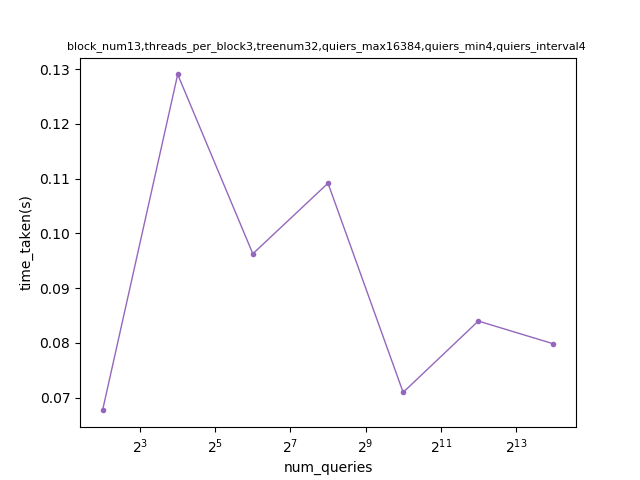 block_num13,threads_per_block3,treenum32,quiers_max16384,quiers_min4,quiers_interval4
0.13
0.12
0.11
0.10
0.09
0.08
0.07
time_taken(s)
2^3 2^5 2^7 2^9 2^11 2^13
num_queries